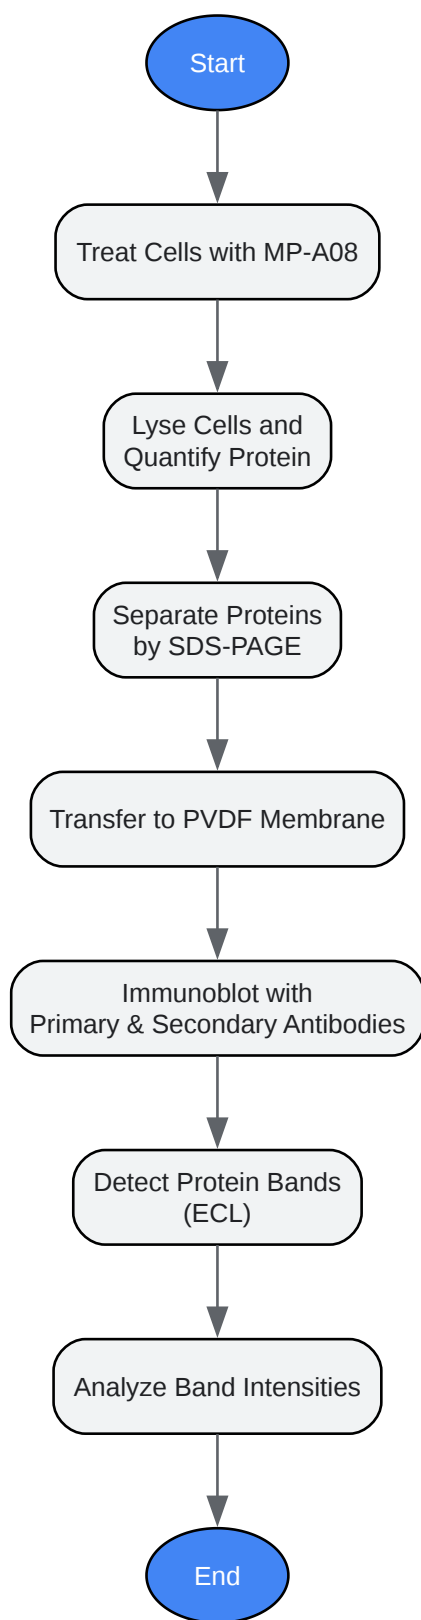 Start
Treat Cells with MP-A08
Lyse Cells and
Quantify Protein
Separate Proteins
by SDS-PAGE
Transfer to PVDF Membrane
Immunoblot with
Primary & Secondary Antibodies
Detect Protein Bands
(ECL)
Analyze Band Intensities
End